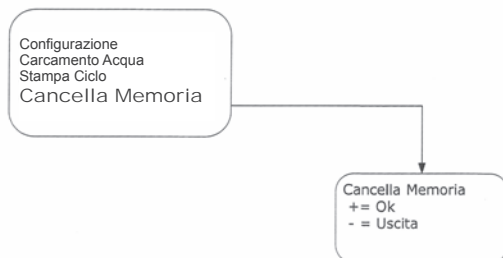 Configurazione
Carcamento Acqua
Stampa Ciclo
Cancella Memoria
Cancella Memoria
+= Ok
- = Uscita